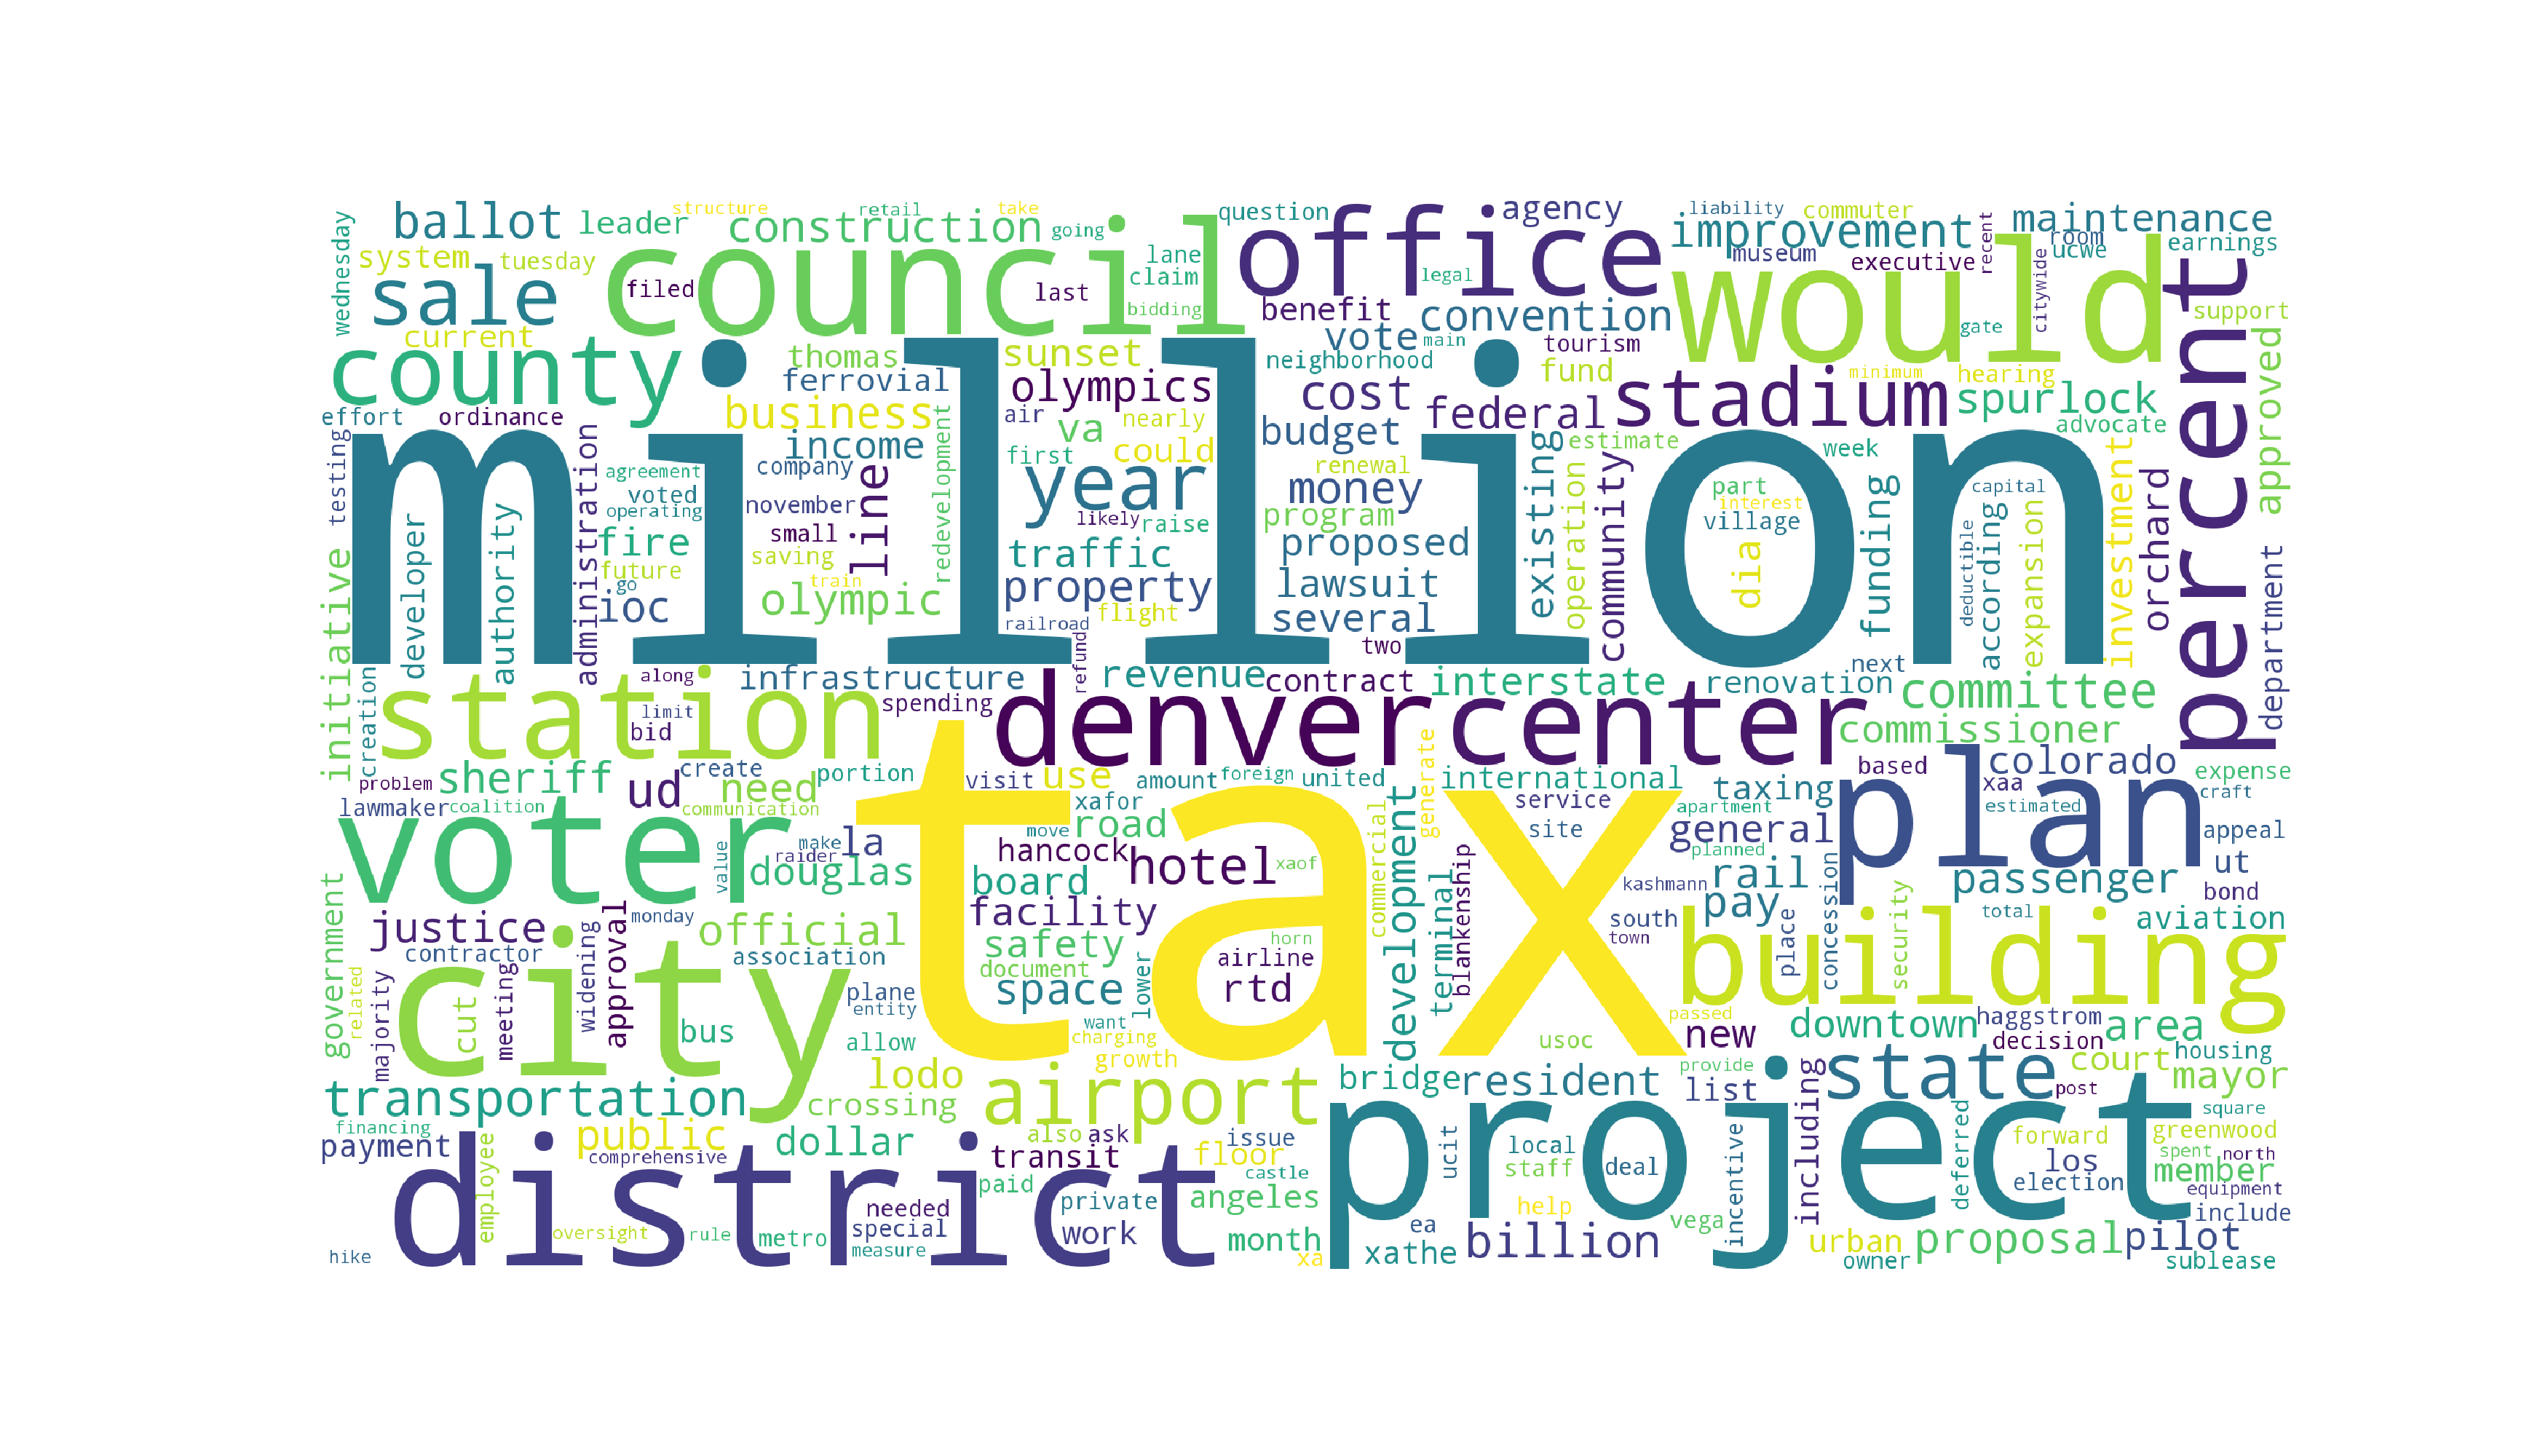 structure
retail
take
ballot
leader
construction
going
question
agency
liability
commuter
improvement
maintenance
wednesday
system
tuesday
council
lane
claim
office
museum
executive
recent
room
ucwe
earnings
sale
filed
last
bidding
legal
benefit
convention
would
citywide
percent
support
current
county
thomas
sunset
vote
main
tourism
gate
approved
ferrovial
olympics
neighborhood
cost
fund
minimum
hearing
effort
ordinance
business
air
nearly
federal
stadium
spurlock
advocate
million
income
va
could
budget
estimate
week
testing
agreement
company
first
year
renewal
money
existing
operation
community
part
interest
village
capital
investment
orchard
voted
operating
november
line
redevelopment
likely
raise
program
developer
authority
administration
fire
small
saving
traffic
proposed
dia
funding
deductible
according
expansion
department
future
go
train
ioc
olympic
property
flight
railroad
lawsuit
several
two
initiative
creation
along
infrastructure
refund
revenue
contract
interstate
renovation
next
committee
station
limit
bid
spending
denver
center
commissioner
problem
sheriff
ud
create
need
portion
visit
use
amount
foreign
united
generate
international
taxing
based
colorado
xaa
expense
craft
lawmaker
coalition
communication
tax
xafor
service
apartment
plan
estimated
voter
make
la
raider
move
road
commercial
development
site
general
appeal
value
douglas
hancock
hotel
xaof
board
planned
kashmann
rail
ut
passenger
bond
government
justice
monday
official
facility
terminal
blankenship
south
pay
place
concession
security
total
aviation
related
majority
contractor
meeting
widening
approval
association
safety
horn
document
lower
airline
town
building
city
cut
plane
entity
space
rtd
bus
want
charging
allow
growth
usoc
passed
new
downtown
haggstrom
decision
area
transportation
lodo
crossing
airport
bridge
resident
provide
list
state
court
housing
mayor
post
square
financing
payment
employee
public
comprehensive
dollar
also
ask
transit
issue
floor
castle
ucit
project
local
staff
deal
including
deferred
forward
greenwood
los
spent
north
member
district
paid
private
angeles
election
equipment
needed
special
work
help
vega
incentive
include
hike
oversight
rule
metro
measure
month
xa
ea
xathe
billion
urban
owner
proposal
pilot
sublease